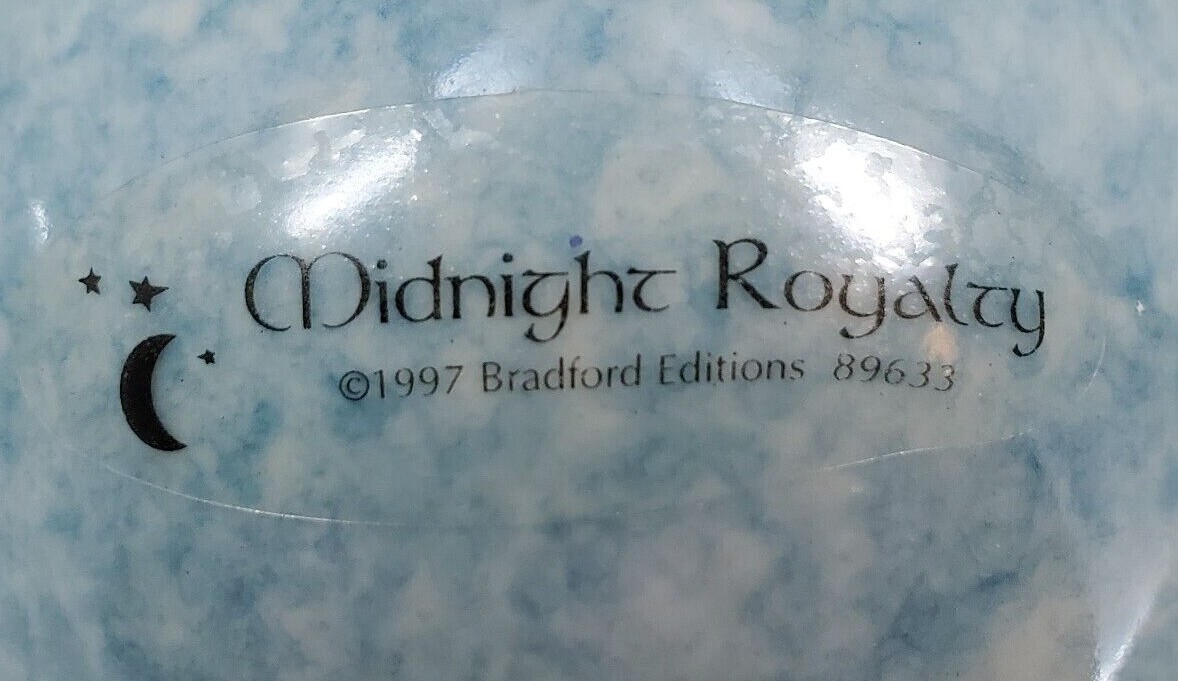 Midnight Royalty
©1997 Bradford Editions 89633